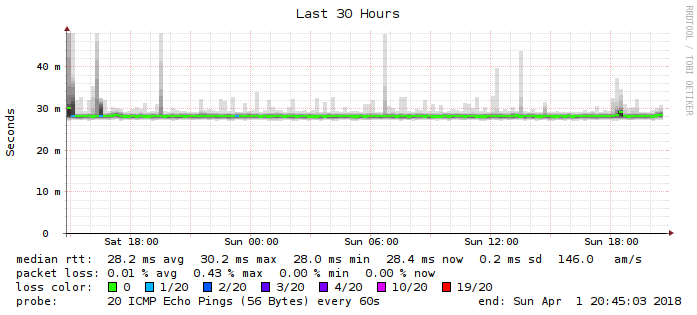 Last 30 Hours
RRDTOOL / TOBI OETIKER
Seconds
40 m
30 m
20 m
10 m
0
Sat 18:00 Sun 00:00 Sun 06:00 Sun 12:00 Sun 18:00
median rtt: 28.2 ms avg 30.2 ms max 28.0 ms min 28.4 ms now 0.2 ms sd 146.0 am/s
packet loss: 0.01 % avg 0.43 % max 0.00 % min 0.00 % now
loss color: 0 1/20 2/20 3/20 4/20 10/20 19/20
probe: 20 ICMP Echo Pings (56 Bytes) every 60s end: Sun Apr 1 20:45:03 2018